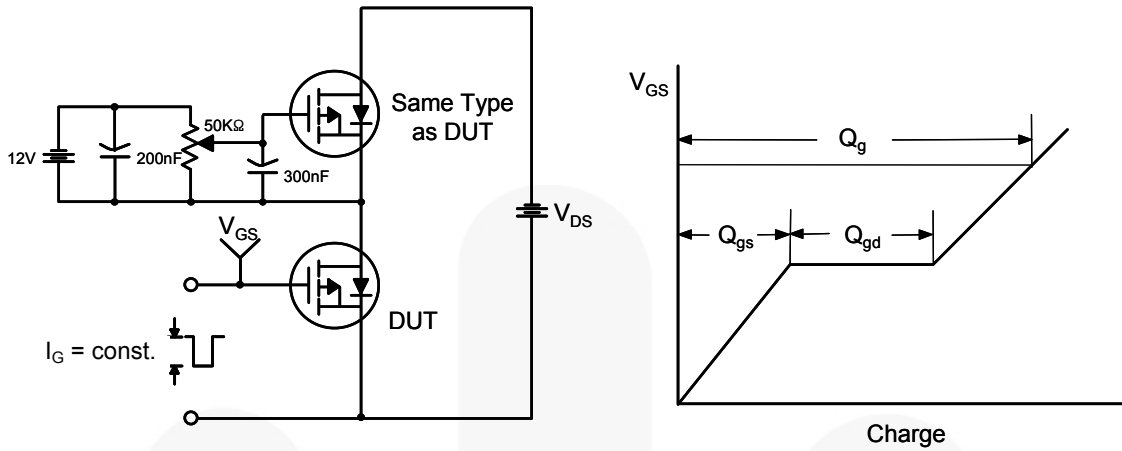 Same Type
as DUT
50KΩ
12V
200nF
300nF
V_GS
V_DS
DUT
I_G = const.
V_GS
Q_g
Q_gs
Q_gd
Charge